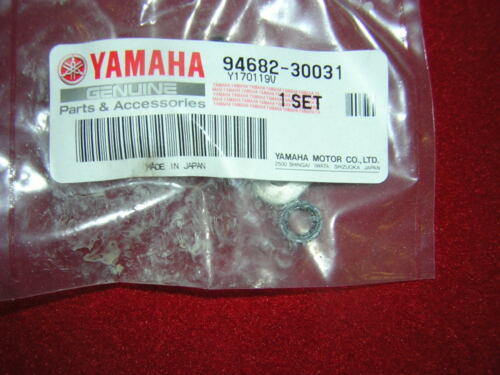 YAMAHA
GENUINE
Parts & Accessories
94682-30031
Y170119V
1 SET
MADE IN JAPAN
YAMAHA MOTOR CO.,LTD.
2500 SHINGAI IWATA SHIZUOKA JAPAN